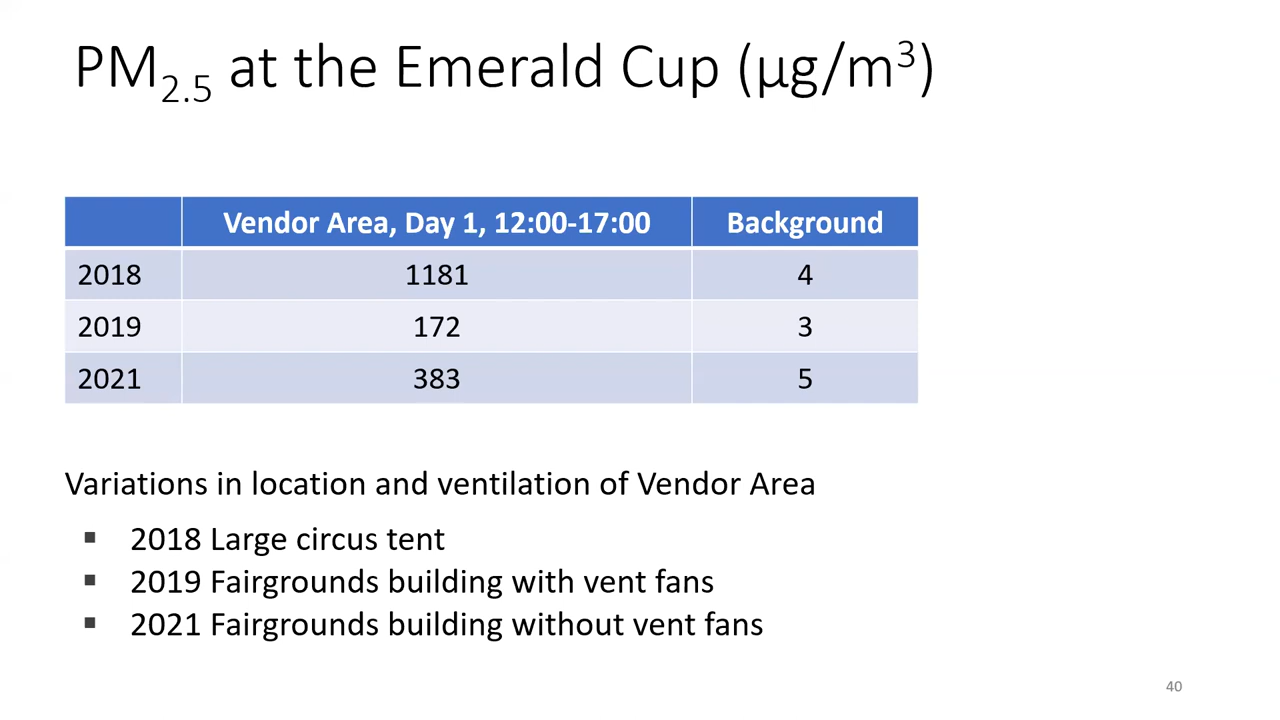 PM2.5 at the Emerald Cup (µg/m³)
Vendor Area, Day 1, 12:00-17:00 Background
2018 1181 4
2019 172 3
2021 383 5
Variations in location and ventilation of Vendor Area
▪ 2018 Large circus tent
▪ 2019 Fairgrounds building with vent fans
▪ 2021 Fairgrounds building without vent fans
40